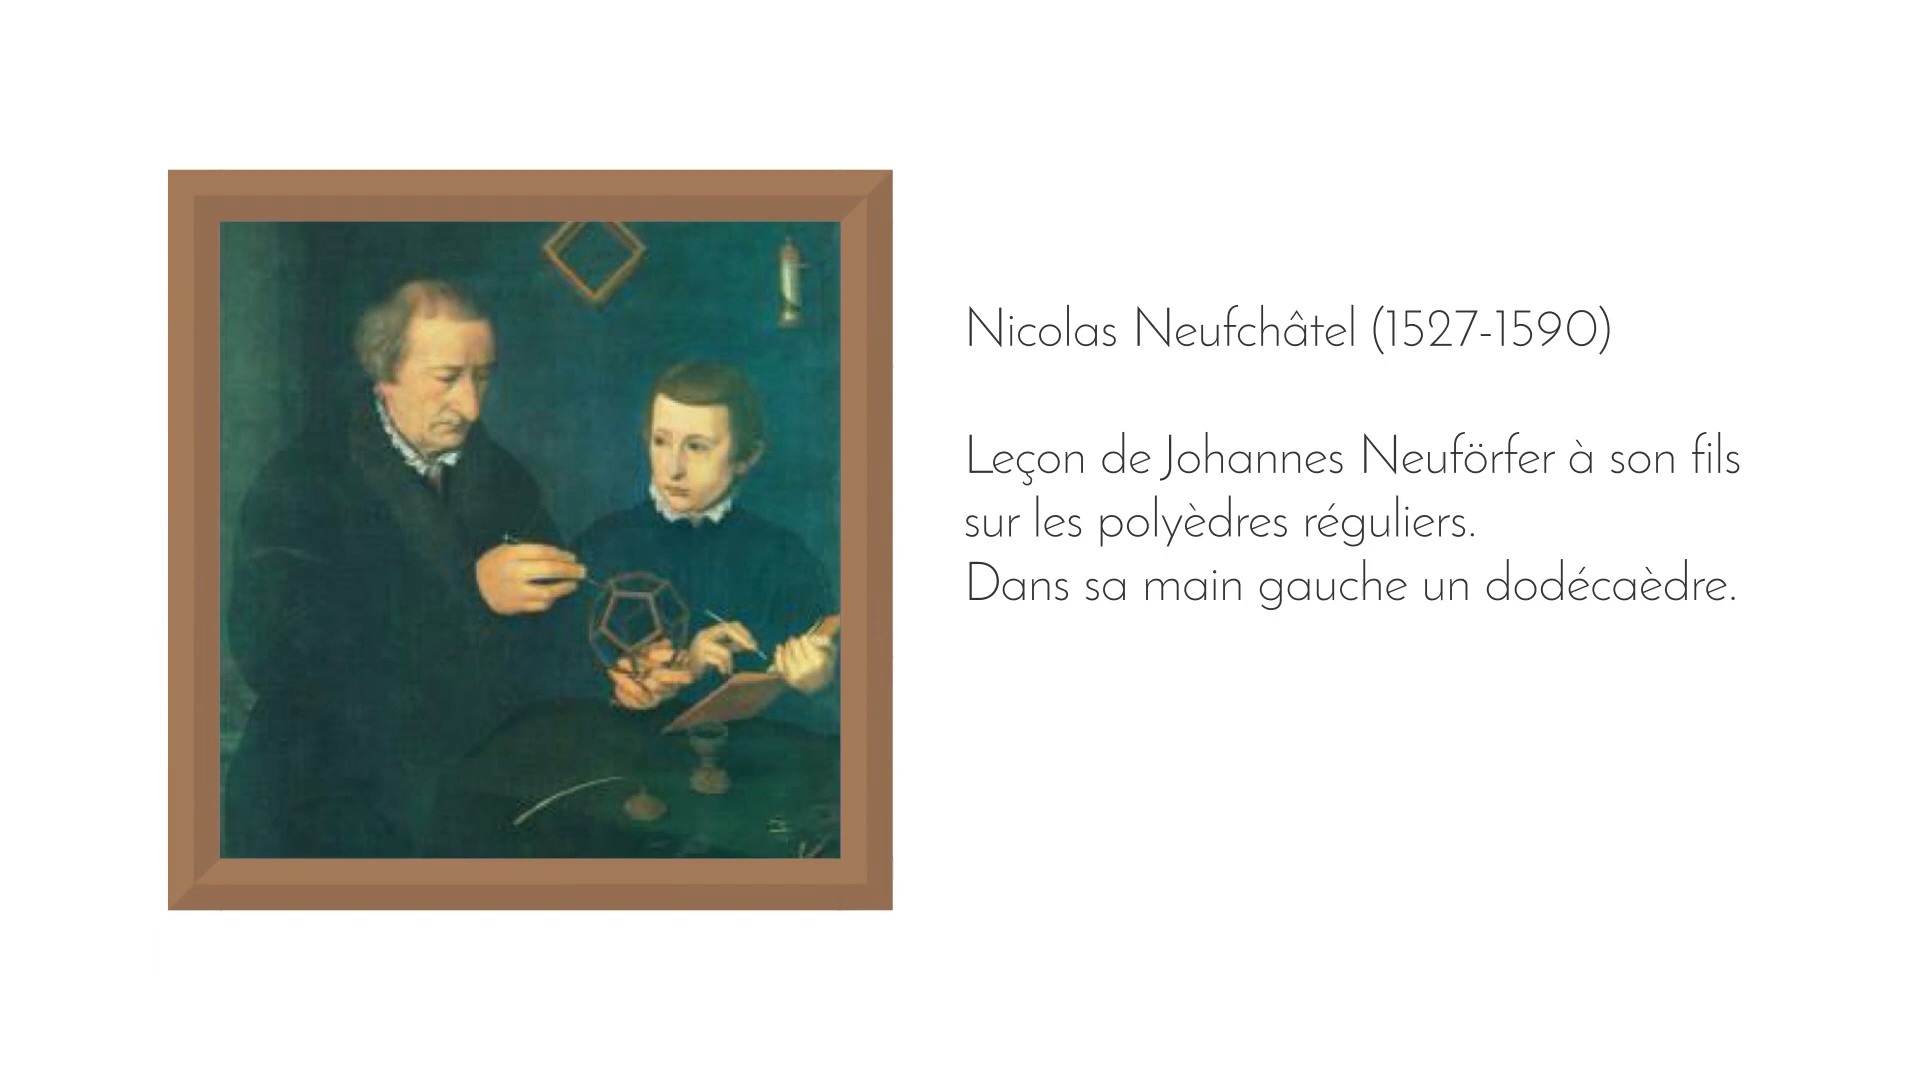 Nicolas Neufchâtel (1527-1590)
Leçon de Johannes Neuförfer à son fils
sur les polyèdres réguliers.
Dans sa main gauche un dodécaèdre.